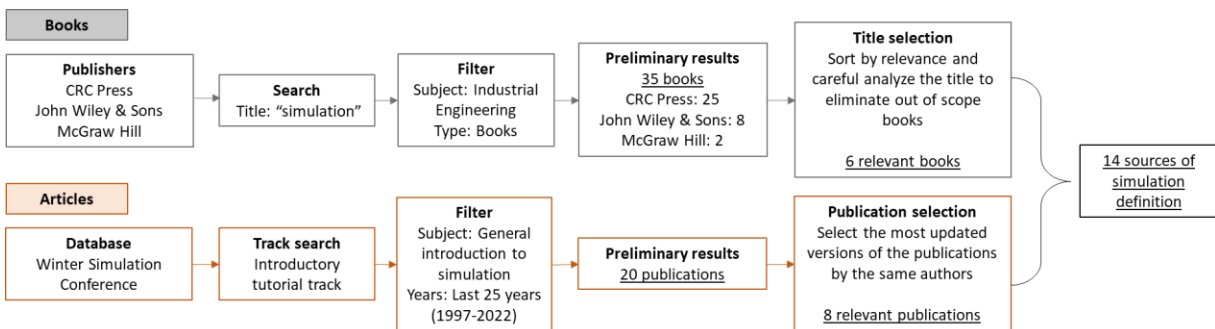 Books
Publishers
CRC Press
John Wiley & Sons
McGraw Hill
Search
Title: “simulation”
Filter
Subject: Industrial
Engineering
Type: Books
Preliminary results
35 books
CRC Press: 25
John Wiley & Sons: 8
McGraw Hill: 2
Title selection
Sort by relevance and
careful analyze the title to
eliminate out of scope
books
6 relevant books
14 sources of
simulation
definition
Articles
Database
Winter Simulation
Conference
Track search
Introductory
tutorial track
Filter
Subject: General
introduction to
simulation
Years: Last 25 years
(1997-2022)
Preliminary results
20 publications
Publication selection
Select the most updated
versions of the publications
by the same authors
8 relevant publications